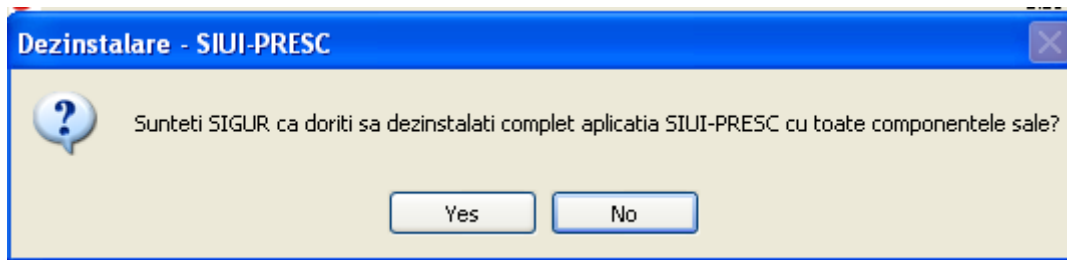 Dezinstalare - SIUI-PRESC
Sunteti SIGUR ca doriti sa dezinstalati complet aplicatia SIUI-PRESC cu toate componentele sale?
Yes No